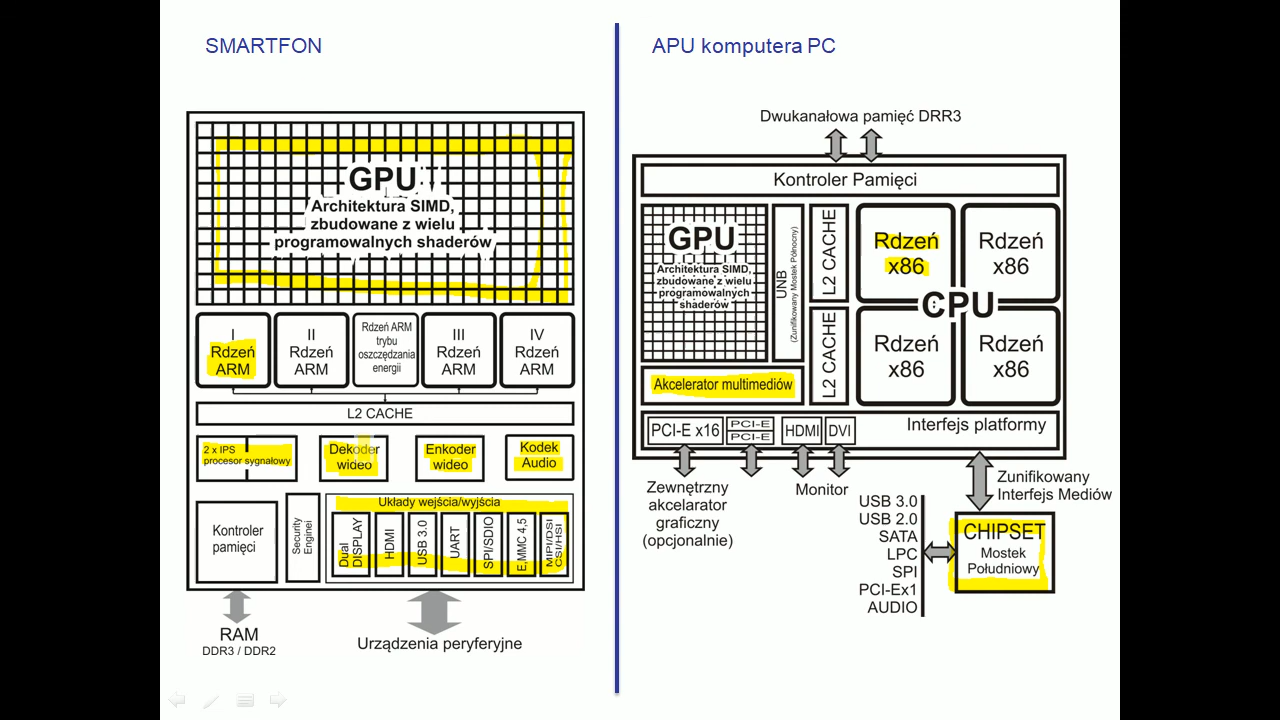 SMARTFON
GPU
Architektura SIMD,
zbudowane z wielu
programowalnych shaderów
I
Rdzeń
ARM
II
Rdzeń
ARM
Rdzeń ARM
trybu
oszczędzania
energii
III
Rdzeń
ARM
IV
Rdzeń
ARM
L2 CACHE
2 x IPS
procesor sygnałowy
Dekoder
wideo
Enkoder
wideo
Kodek
Audio
Kontroler
pamięci
Security
Enginei
Układy wejścia/wyjścia
Dual
DISPLAY
HDMI
USB 3.0
UART
SPI/SDIO
E,MMC 4,5
MIPI/DSI
CSI/HSI
RAM
DDR3 / DDR2
Urządzenia peryferyjne
APU komputera PC
Dwukanałowa pamięć DRR3
Kontroler Pamięci
GPU
Architektura SIMD,
zbudowane z wielu
programowalnych
shaderów
UNB
(Zunifikowany Mostek Północny)
L2 CACHE
L2 CACHE
Rdzeń
x86
Rdzeń
x86
CPU
Rdzeń
x86
Rdzeń
x86
Akcelerator multimediów
PCI-E x16
PCI-E
PCI-E
HDMI
DVI
Interfejs platformy
Zewnętrzny
akcelarator
graficzny
(opcjonalnie)
Monitor
Zunifikowany
Interfej Mediów
USB 3.0
USB 2.0
SATA
LPC
SPI
PCI-Ex1
AUDIO
CHIPSET
Mostek
Południowy